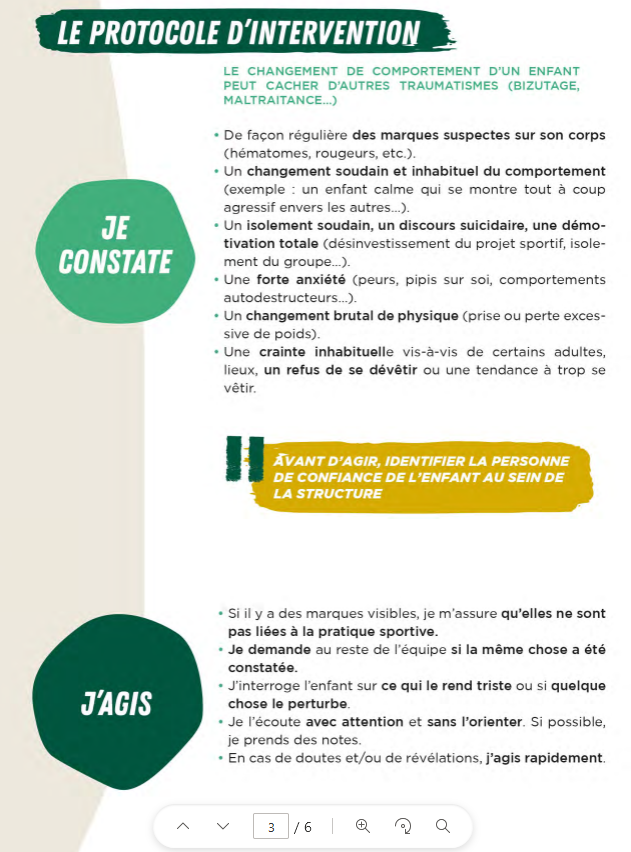 LE PROTOCOLE D'INTERVENTION
LE CHANGEMENT DE COMPORTEMENT D'UN ENFANT
PEUT CACHER D'AUTRES TRAUMATISMES (BIZUTAGE,
MALTRAITANCE...)
JE
CONSTATE
• De façon régulière des marques suspectes sur son corps
(hématomes, rougeurs, etc.).
• Un changement soudain et inhabituel du comportement
(exemple : un enfant calme qui se montre tout à coup
agressif envers les autres...).
• Un isolement soudain, un discours suicidaire, une démo-
tivation totale (désinvestissement du projet sportif, isole-
ment du groupe...).
• Une forte anxiété (peurs, pipis sur soi, comportements
autodestructeurs...).
• Un changement brutal de physique (prise ou perte exces-
sive de poids).
• Une crainte inhabituelle vis-à-vis de certains adultes,
lieux, un refus de se dévêtir ou une tendance à trop se
vêtir.
AVANT D'AGIR, IDENTIFIER LA PERSONNE
DE CONFIANCE DE L'ENFANT AU SEIN DE
LA STRUCTURE
J'AGIS
• Si il y a des marques visibles, je m'assure qu'elles ne sont
pas liées à la pratique sportive.
• Je demande au reste de l'équipe si la même chose a été
constatée.
• J'interroge l'enfant sur ce qui le rend triste ou si quelque
chose le perturbe.
• Je l'écoute avec attention et sans l'orienter. Si possible,
je prends des notes.
• En cas de doutes et/ou de révélations, j'agis rapidement.
3 / 6